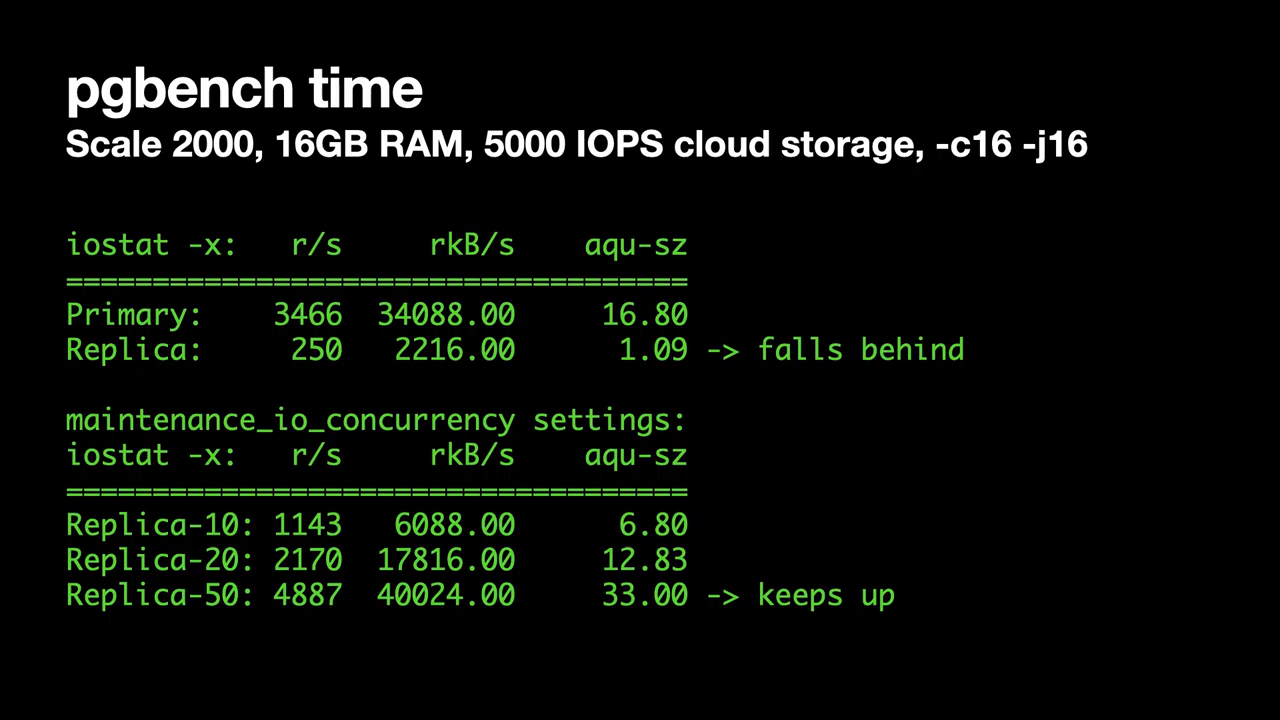 pgbench time
Scale 2000, 16GB RAM, 5000 IOPS cloud storage, -c16 -j16
iostat -x:   r/s     rkB/s    aqu-sz
====================================
Primary:    3466  34088.00     16.80
Replica:     250   2216.00      1.09 -> falls behind
maintenance_io_concurrency settings:
iostat -x:   r/s     rkB/s    aqu-sz
====================================
Replica-10: 1143   6088.00      6.80
Replica-20: 2170  17816.00     12.83
Replica-50: 4887  40024.00     33.00 -> keeps up